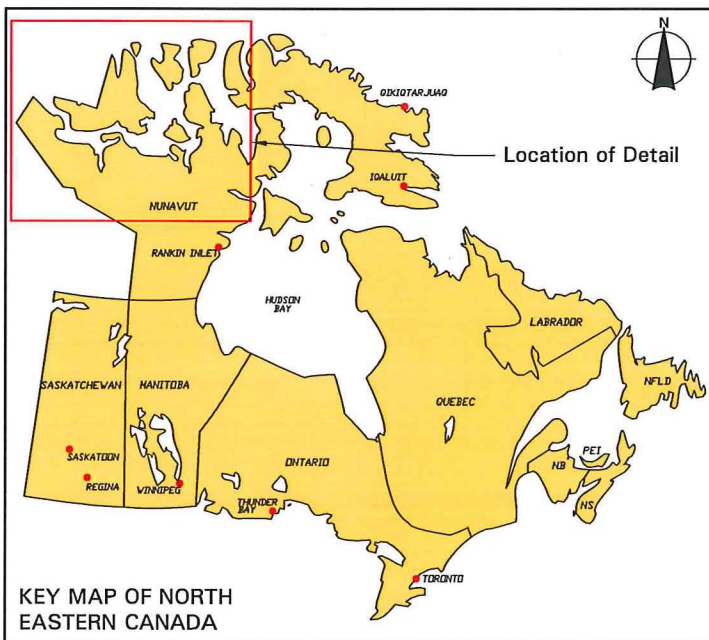 N
QIKIQTARJUAQ
Location of Detail
IQALUIT
NUNAVUT
RANKIN INLET
HUDSON
BAY
LABRADOR
SASKATCHEWAN
MANITOBA
NFLD
QUEBEC
PEI
SASKATOON
ONTARIO
NB
REGINA
WINNIPEG
THUNDER
BAY
NS
TORONTO
KEY MAP OF NORTH
EASTERN CANADA